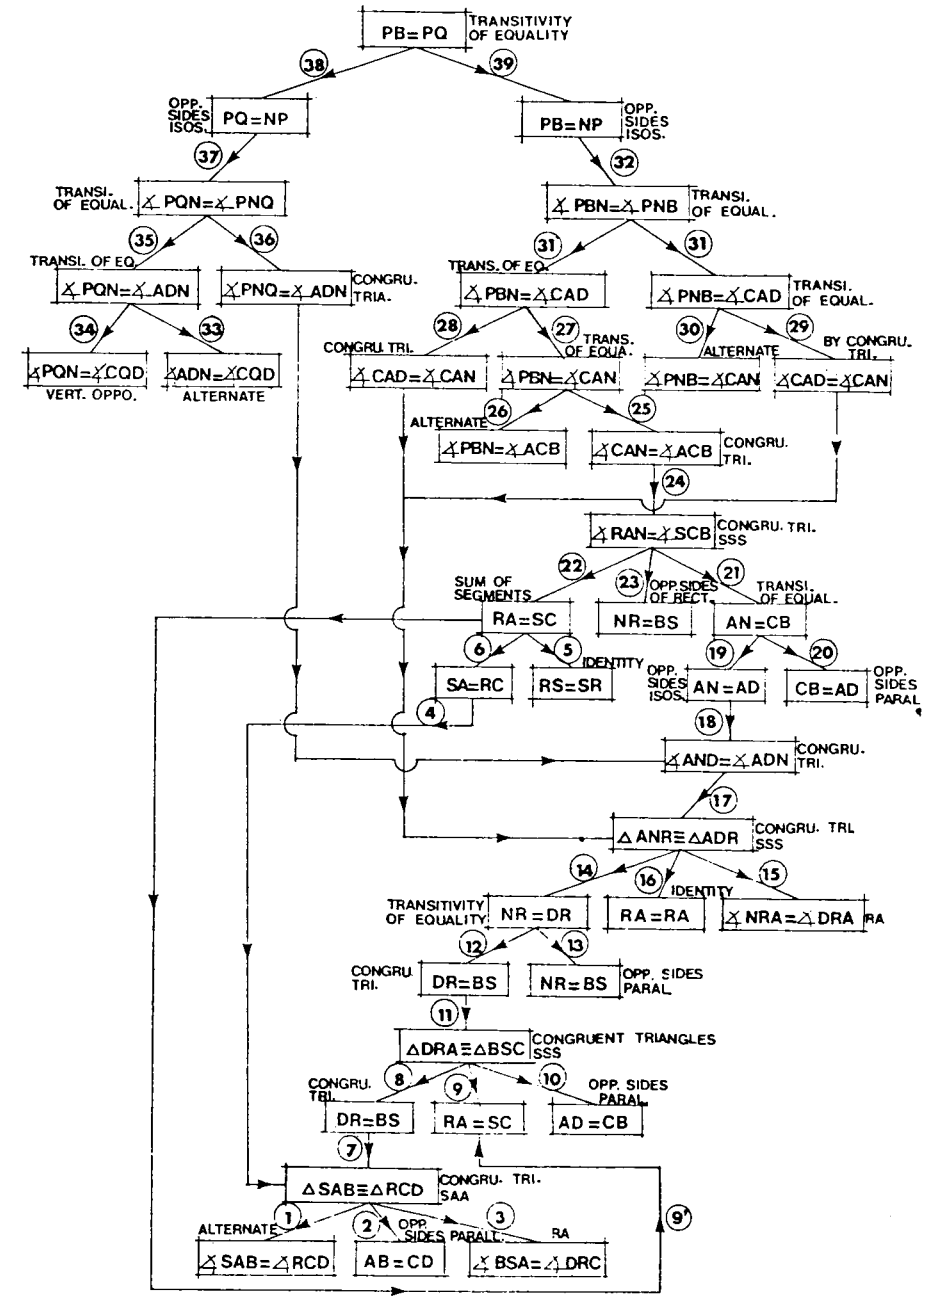 TRANSITIVITY
OF EQUALITY
PB=PQ
38
39
OPP.
SIDES
ISOS.
PQ=NP
PB=NP
OPP.
SIDES
ISOS.
37
32
TRANSI.
OF EQUAL.
∡ PQN=∡ PNQ
∡ PBN=∡ PNB
TRANSI.
OF EQUAL.
35
36
31
31
TRANSI. OF EQ.
∡ PQN=∡ ADN
∡ PNQ=∡ ADN
CONGRU.
TRIA.
TRANS. OF EQ.
∡ PBN=∡ CAD
∡ PNB=∡ CAD
TRANSI.
OF EQUAL.
34
33
28
27
30
29
∡PQN=∡CQD
VERT. OPPO.
∡ADN=∡CQD
ALTERNATE
CONGRU. TRI.
∡ CAD=∡ CAN
TRANS.
OF EQUA.
∡ PBN=∡ CAN
ALTERNATE
∡ PNB=∡CAN
BY CONGRU.
TRI.
∡CAD=∡CAN
26
25
ALTERNATE
∡PBN=∡ACB
∡CAN=∡ACB
CONGRU.
TRI.
24
∡ RAN=∡SCB
CONGRU. TRI.
SSS
22
23
21
SUM OF
SEGMENTS
RA=SC
OPP.SIDES
OF RECT.
NR=BS
TRANSI.
OF EQUAL.
AN=CB
6
5
19
20
SA=RC
IDENTITY
RS=SR
OPP.
SIDES
ISOS.
AN=AD
CB=AD
OPP.
SIDES
PARAL.
4
18
∡AND=∡ADN
CONGRU.
TRI.
17
△ ANR≡△ADR
CONGRU. TRI.
SSS
14
16
15
TRANSITIVITY
OF EQUALITY
NR=DR
IDENTITY
RA=RA
∡ NRA=∡DRA
RA
12
13
CONGRU.
TRI.
DR=BS
NR=BS
OPP. SIDES
PARAL.
11
△DRA≡△BSC
CONGRUENT TRIANGLES
SSS
8
9
10
CONGRU.
TRI.
DR=BS
RA=SC
OPP. SIDES
PARAL.
AD=CB
7
△SAB≡△RCD
CONGRU. TRI.
SAA
9'
1
2
3
ALTERNATE
∡ SAB=∡RCD
OPP.
SIDES PARALL.
AB=CD
RA
∡ BSA=∡ DRC